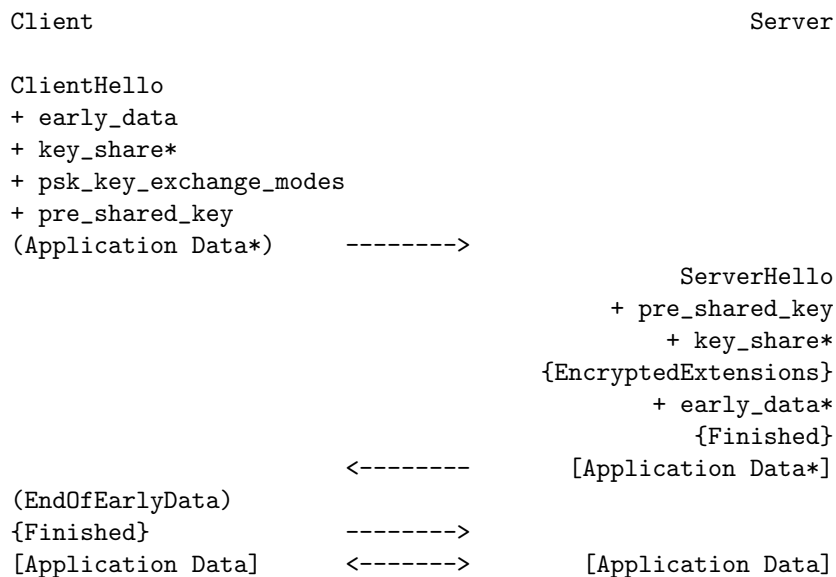 Client Server
ClientHello
+ early_data
+ key_share*
+ psk_key_exchange_modes
+ pre_shared_key
(Application Data*) -------->
ServerHello
+ pre_shared_key
+ key_share*
{EncryptedExtensions}
+ early_data*
{Finished}
<-------- [Application Data*]
(EndOfEarlyData)
{Finished} -------->
[Application Data] <-------> [Application Data]